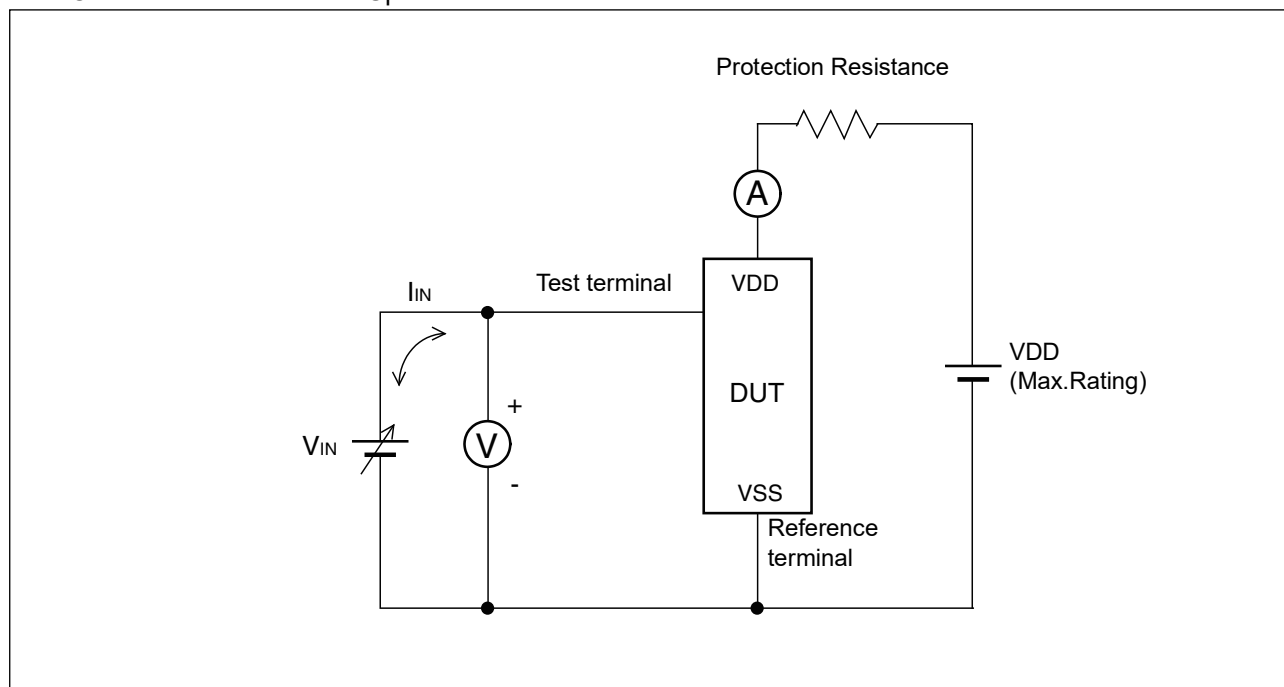 Protection Resistance
A
IIN
Test terminal
VDD
VDD
(Max.Rating)
DUT
+
VIN
V
-
VSS
Reference
terminal